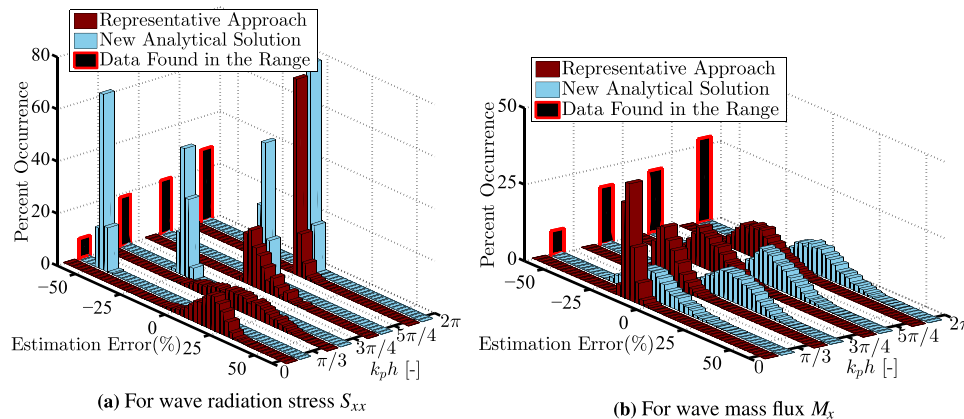 Representative Approach
New Analytical Solution
Data Found in the Range
80
60
40
20
0
Percent Occurrence
−50
−25
0
25
50
Estimation Error(%)
0
π/3
3π/4
5π/4
2π
k_p h [-]
(a) For wave radiation stress S_xx
Representative Approach
New Analytical Solution
Data Found in the Range
50
25
0
Percent Occurrence
−50
−25
0
25
50
Estimation Error(%)
0
π/3
3π/4
5π/4
2π
k_p h [-]
(b) For wave mass flux M_x